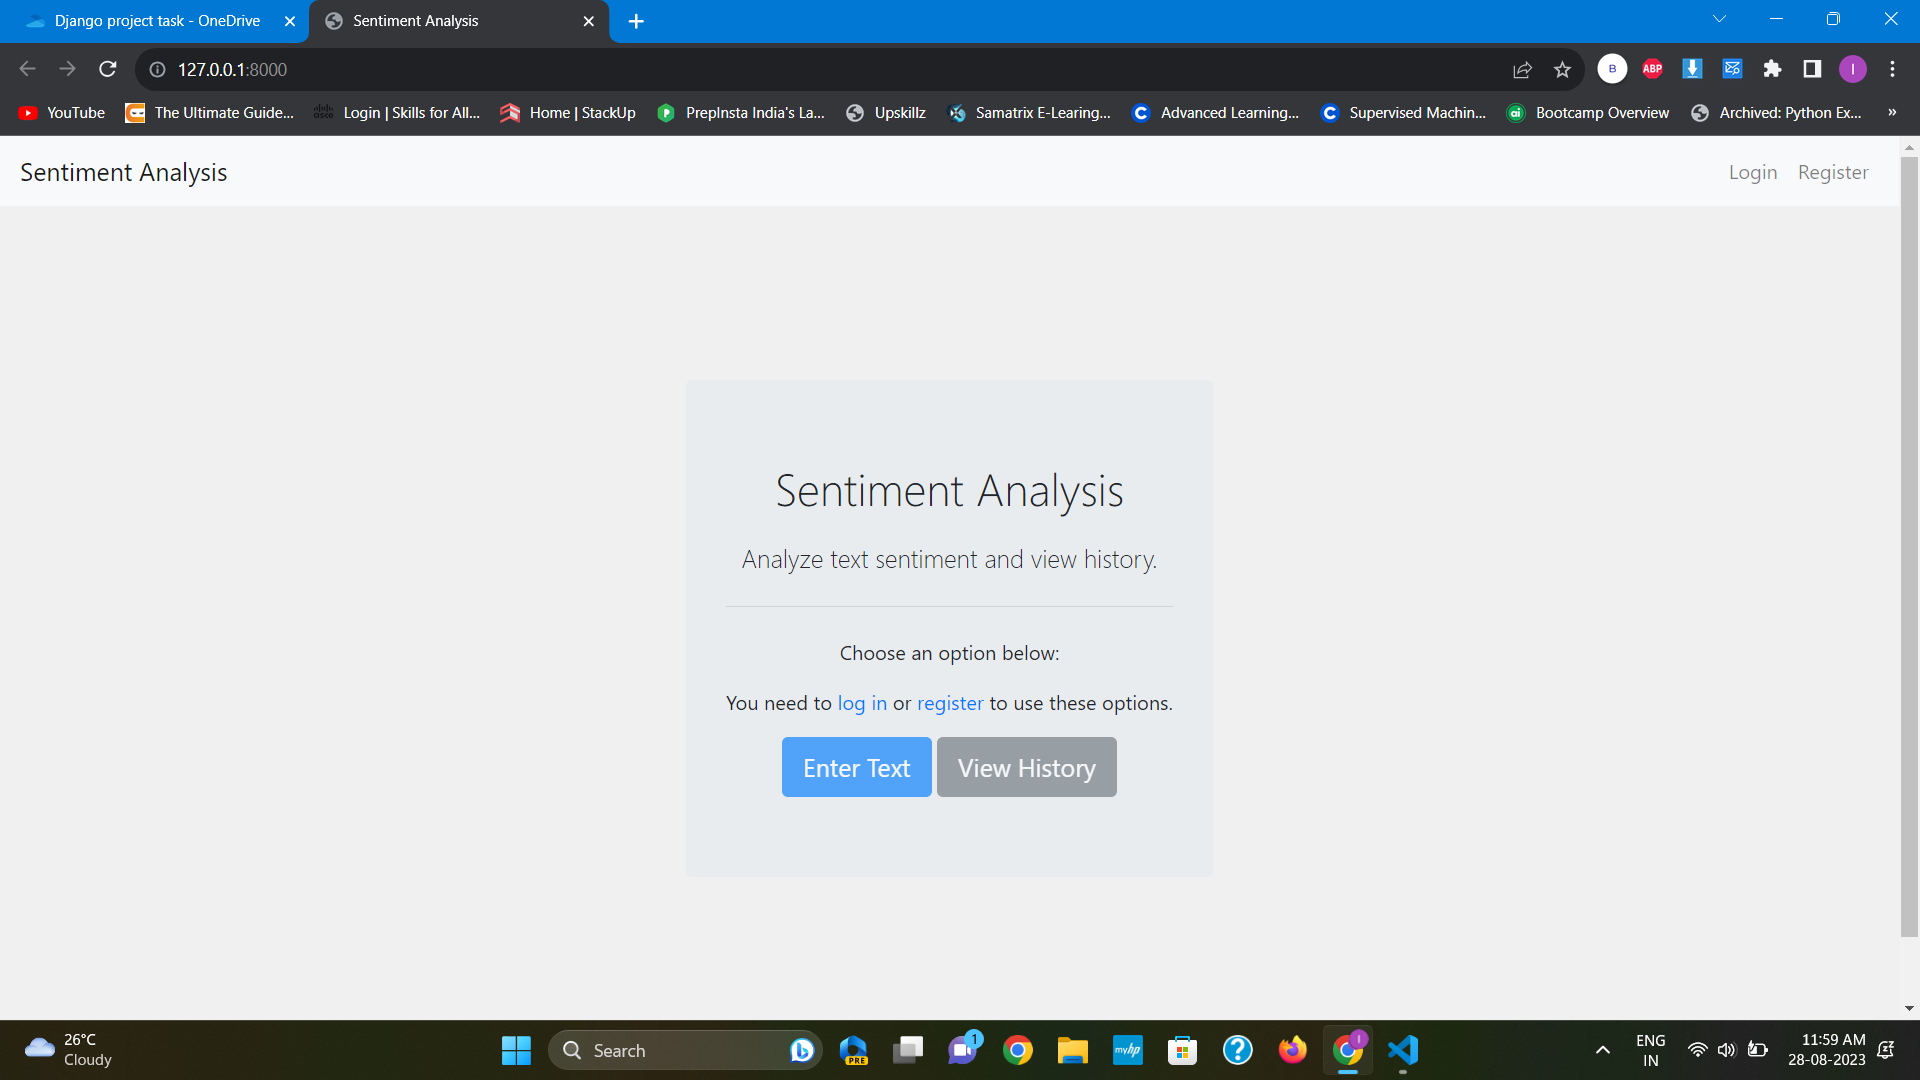 Django project task - OneDrive
Sentiment Analysis
127.0.0.1:8000
B
ABP
I
YouTube
The Ultimate Guide...
Login | Skills for All...
Home | StackUp
PrepInsta India's La...
Upskillz
Samatrix E-Learing...
Advanced Learning...
Supervised Machin...
Bootcamp Overview
Archived: Python Ex...
»
Sentiment Analysis
Login
Register
Sentiment Analysis
Analyze text sentiment and view history.
Choose an option below:
You need to log in or register to use these options.
Enter Text
View History
26°C
Cloudy
Search
PRE
1
myhp
I
ENG
IN
11:59 AM
28-08-2023